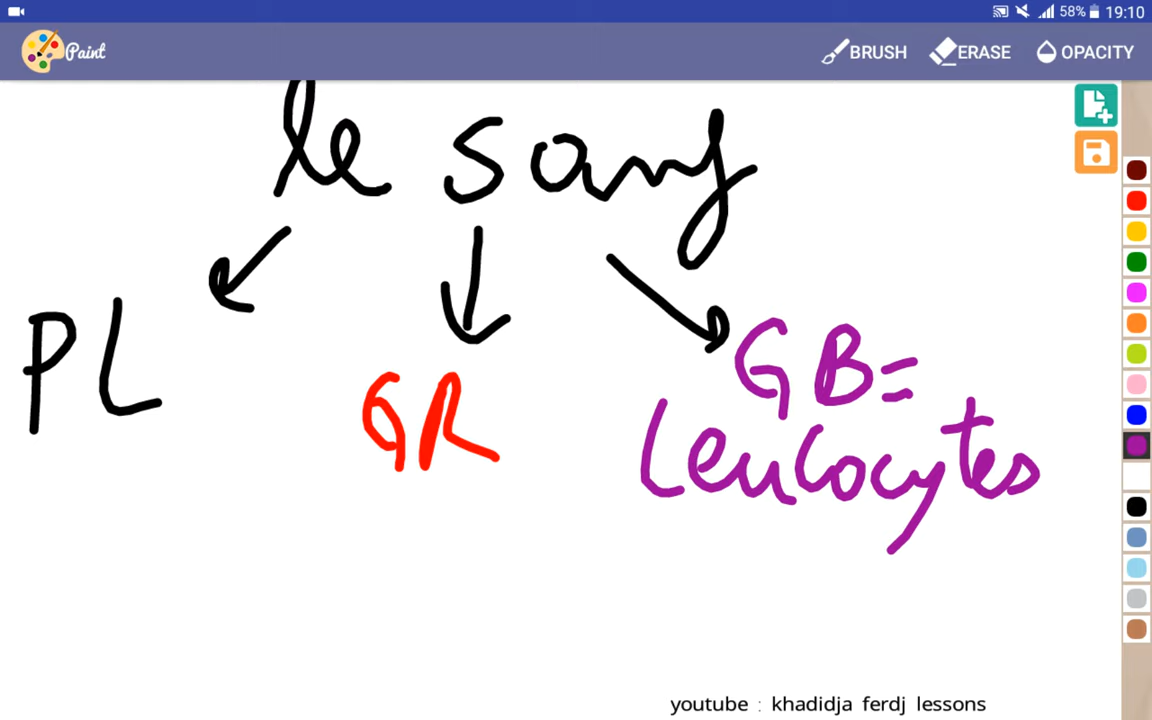 58% 19:10
Paint BRUSH ERASE OPACITY
le sang
PL
GR
GB=
Leucocytes
youtube : khadidja ferdj lessons